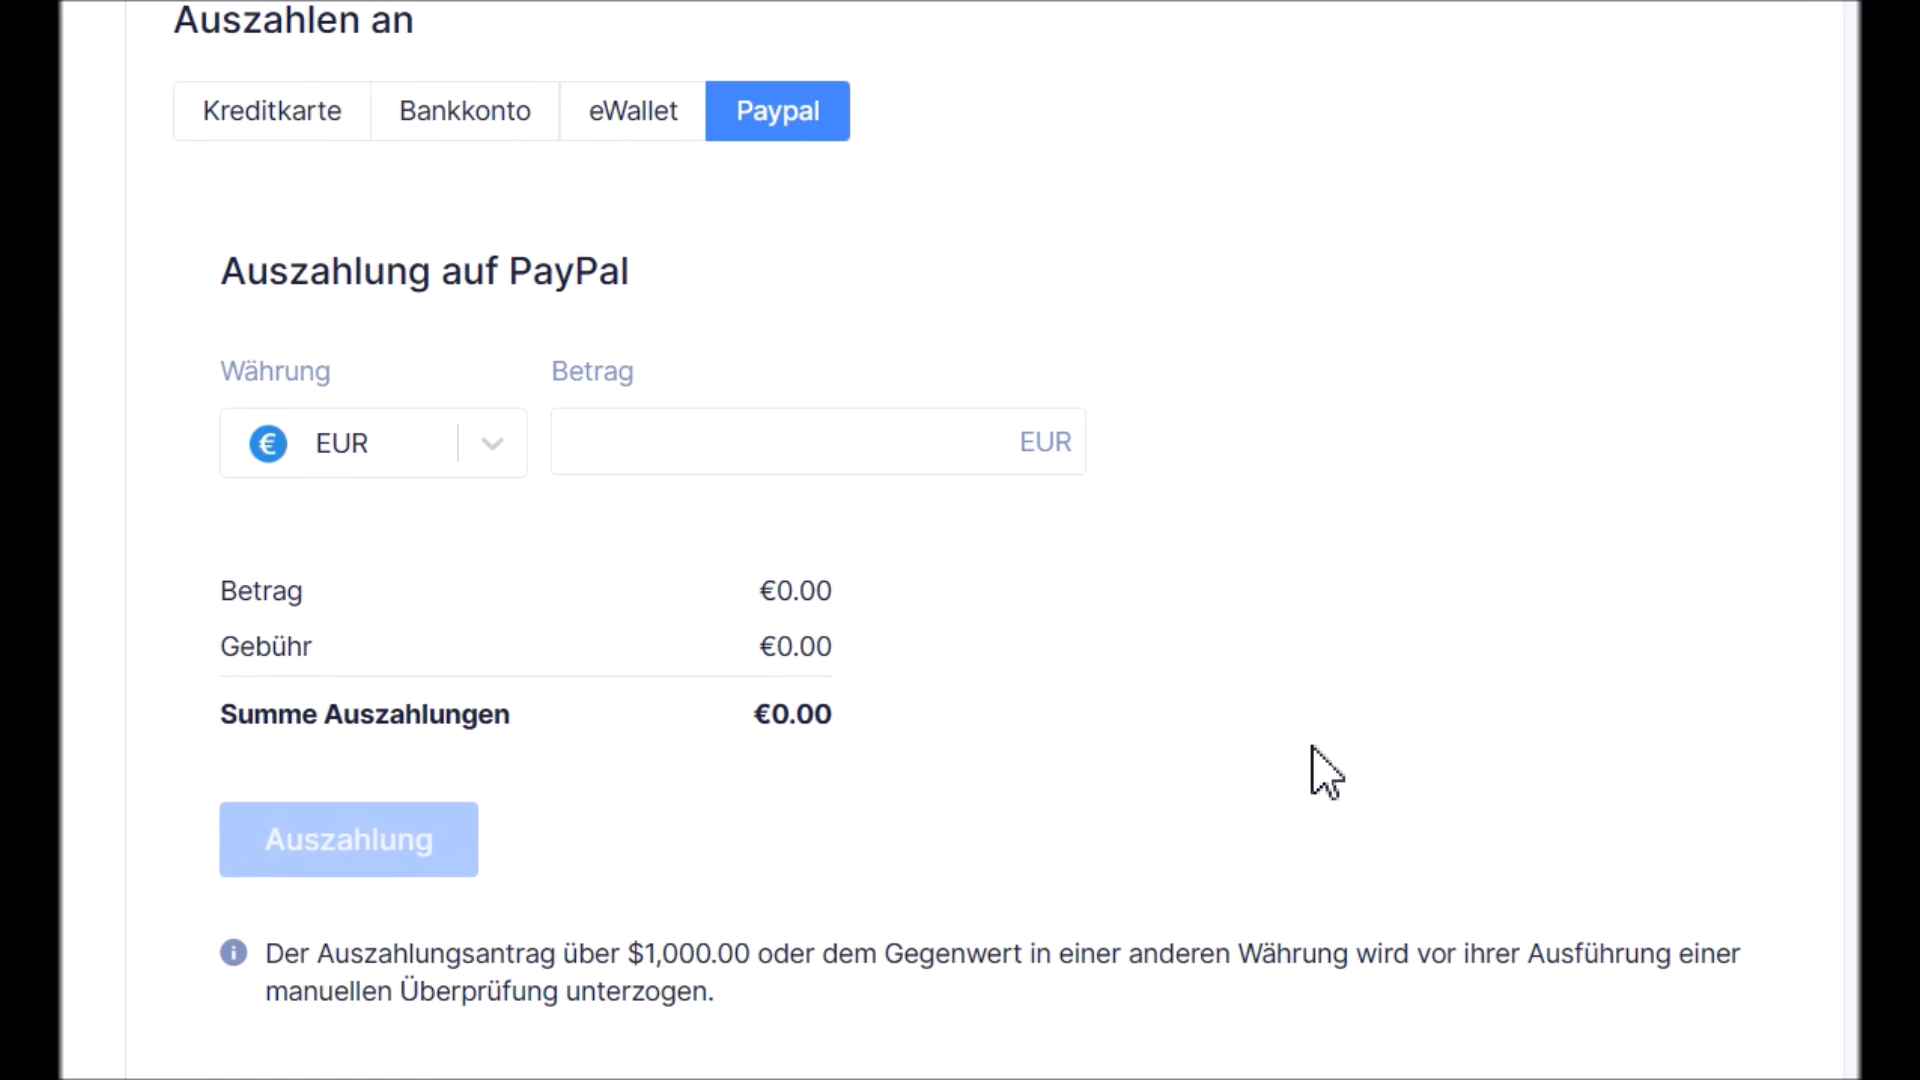 Auszahlen an
Kreditkarte Bankkonto eWallet Paypal
Auszahlung auf PayPal
Währung Betrag
€ EUR EUR
Betrag €0.00
Gebühr €0.00
Summe Auszahlungen €0.00
Auszahlung
Der Auszahlungsantrag über $1,000.00 oder dem Gegenwert in einer anderen Währung wird vor ihrer Ausführung einer
manuellen Überprüfung unterzogen.